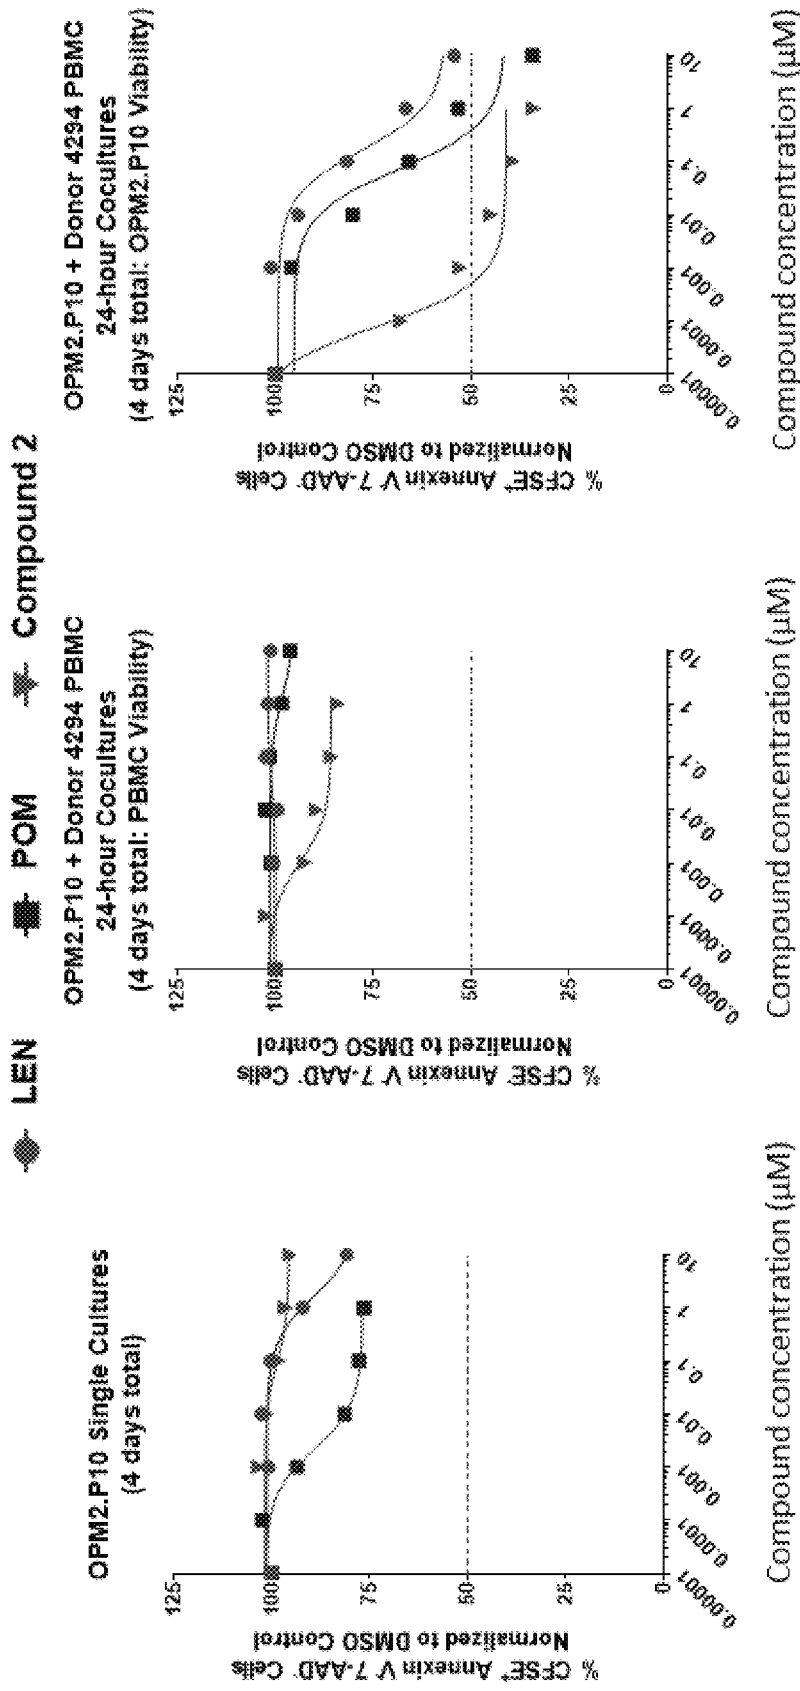 LEN POM Compound 2
OPM2.P10 Single Cultures
(4 days total)
% CFSE+ Annexin V- 7-AAD- Cells
Normalized to DMSO Control
125
100
75
50
25
0
0.00001 0.0001 0.001 0.01 0.1 1 10
Compound concentration (µM)
OPM2.P10 + Donor 4294 PBMC
24-hour Cocultures
(4 days total: PBMC Viability)
% CFSE- Annexin V- 7-AAD- Cells
Normalized to DMSO Control
125
100
75
50
25
0
0.00001 0.0001 0.001 0.01 0.1 1 10
Compound concentration (µM)
OPM2.P10 + Donor 4294 PBMC
24-hour Cocultures
(4 days total: OPM2.P10 Viability)
% CFSE+ Annexin V- 7-AAD- Cells
Normalized to DMSO Control
125
100
75
50
25
0
0.00001 0.0001 0.001 0.01 0.1 1 10
Compound concentration (µM)